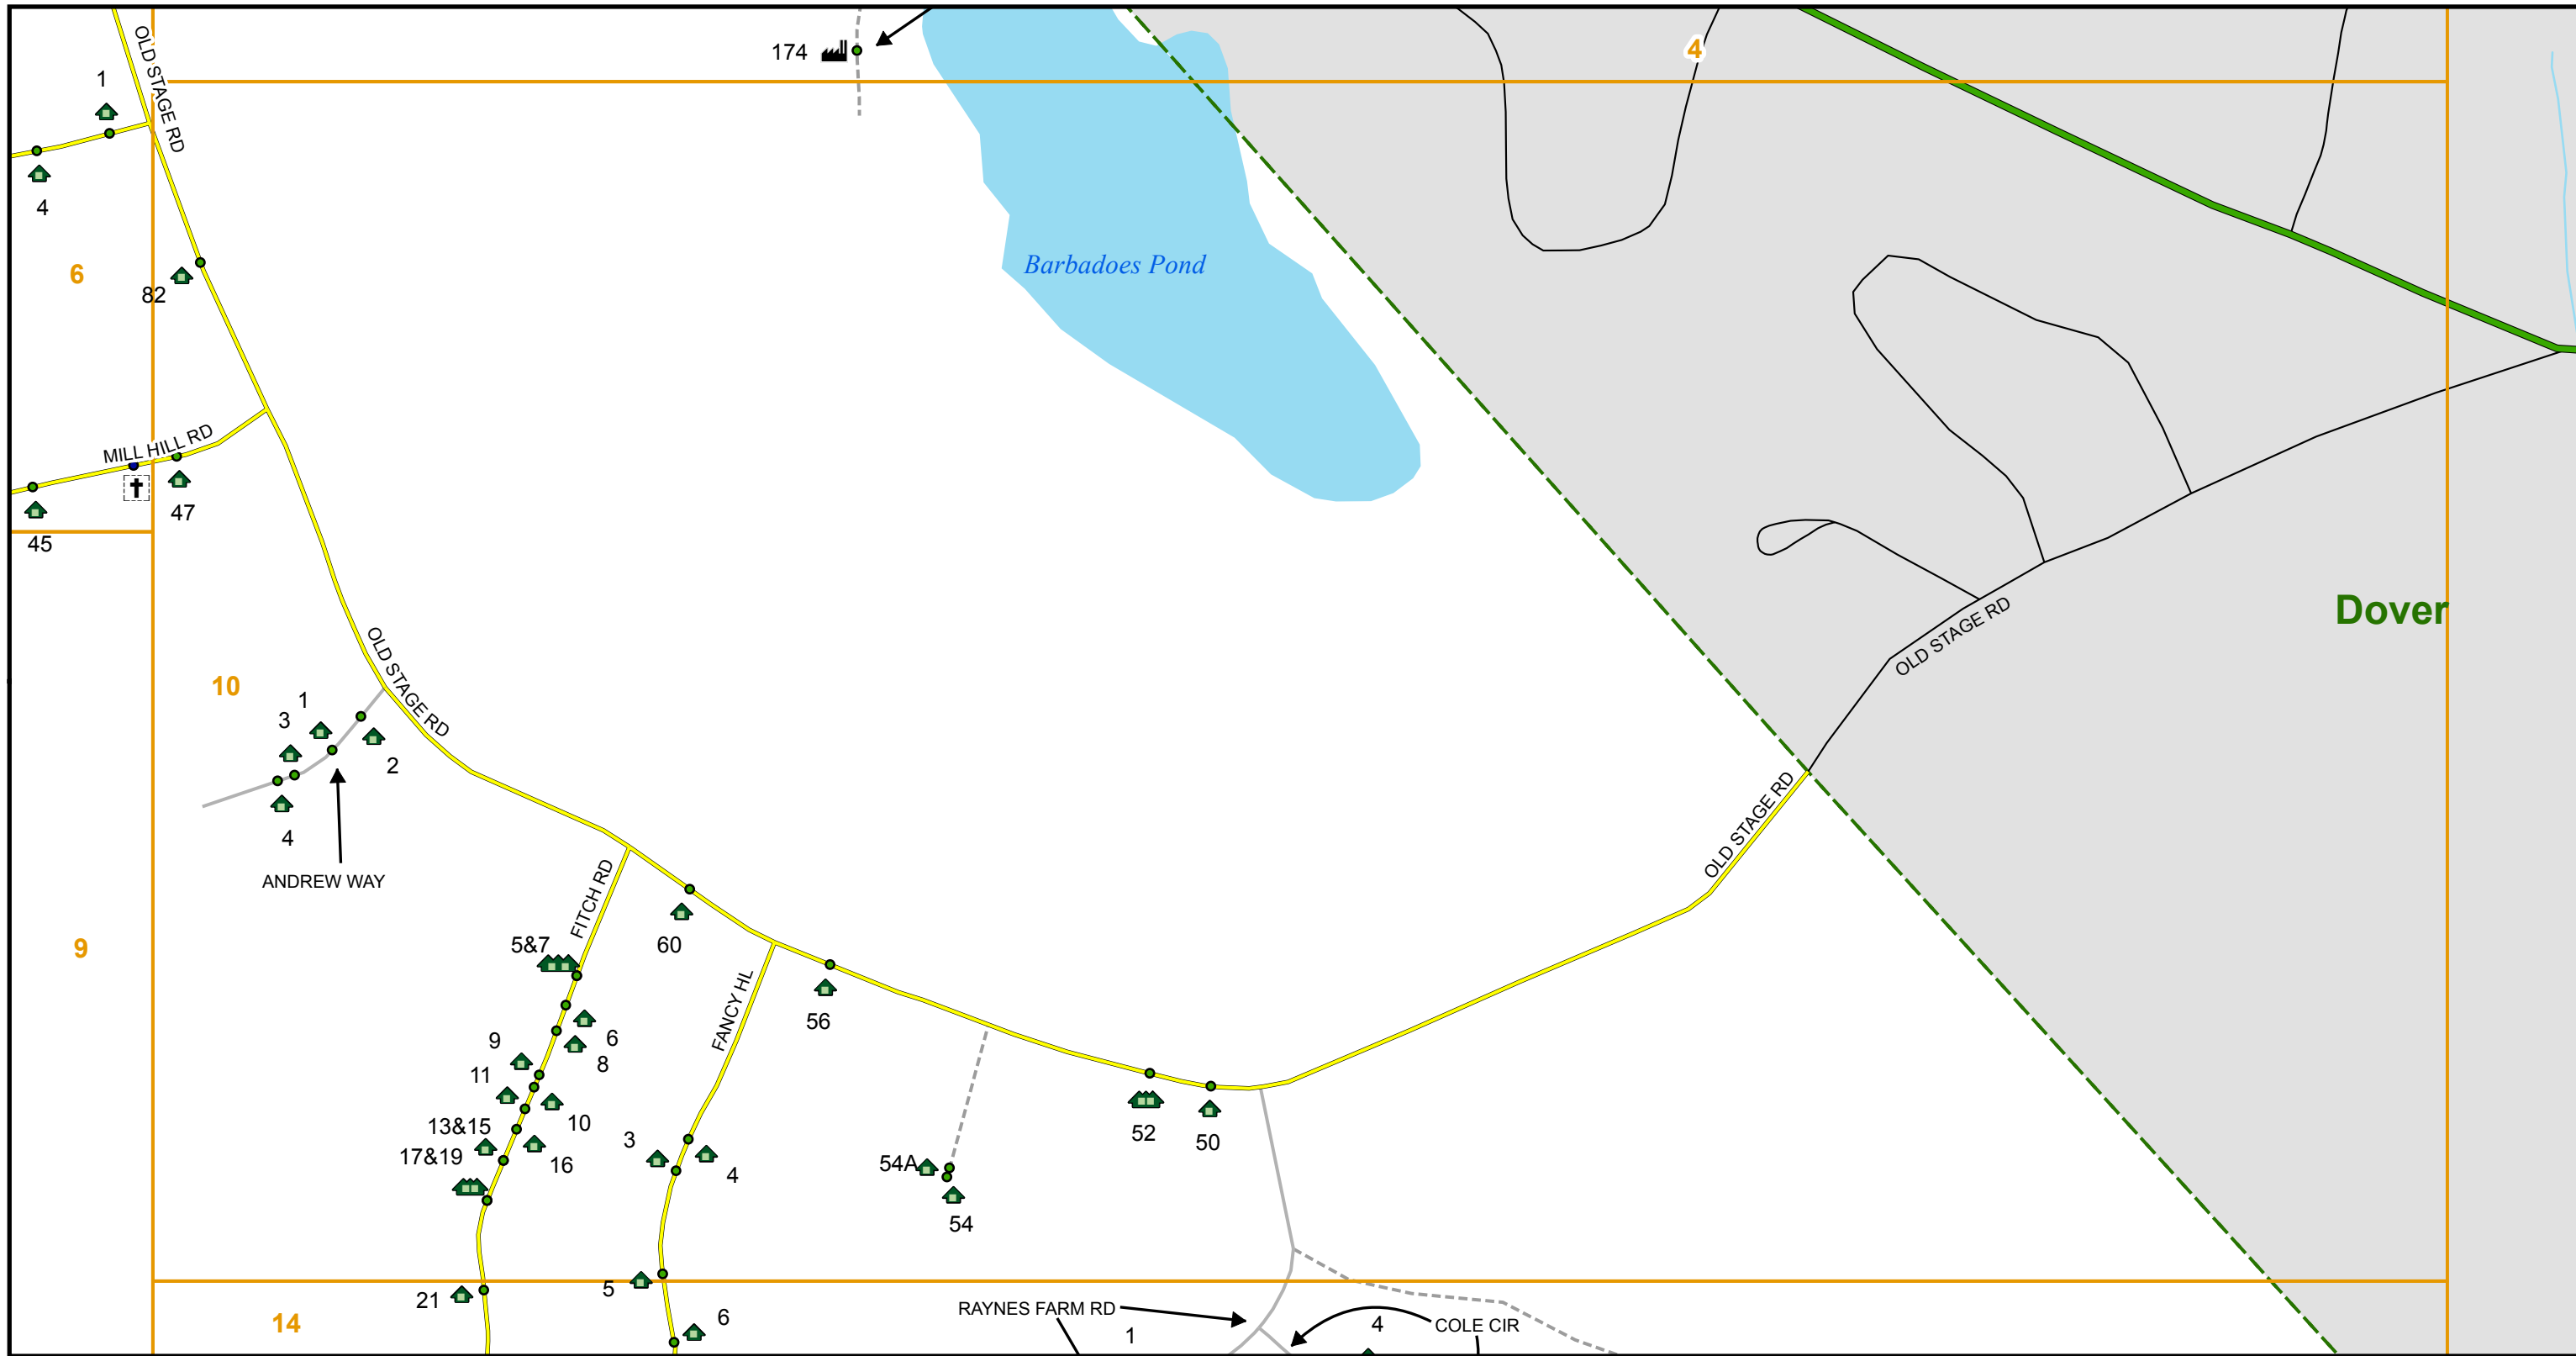 174
4
OLD STAGE RD
1
4
6
82
Barbadoes Pond
MILL HILL RD
47
45
OLD STAGE RD
Dover
OLD STAGE RD
10
1
3
2
4
ANDREW WAY
OLD STAGE RD
FITCH RD
9
5&7
60
FANCY HL
56
9
6
8
11
10
13&15
17&19
16
3
4
54A
54
52
50
5
21
14
6
RAYNES FARM RD
1
4
COLE CIR